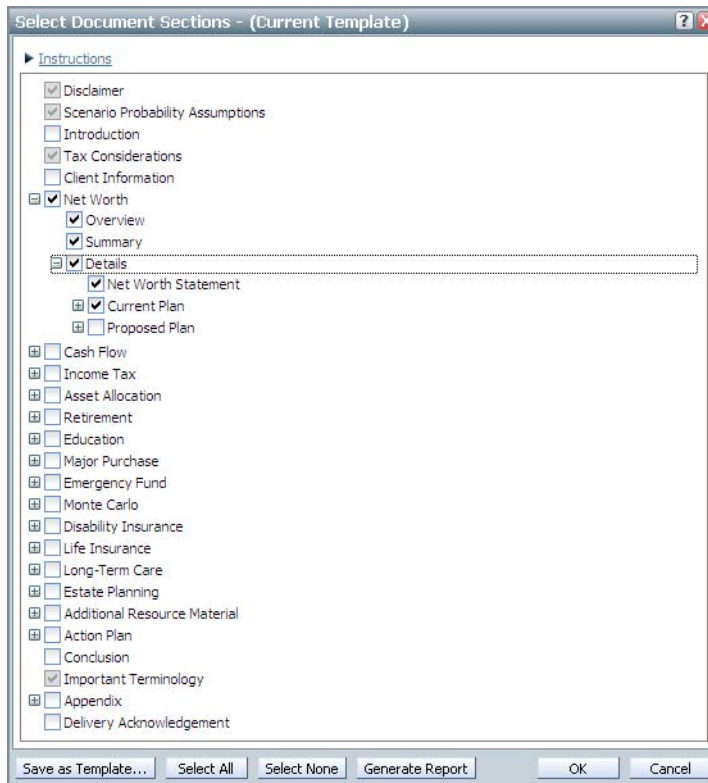 Select Document Sections - (Current Template)
?
X
Instructions
Disclaimer
Scenario Probability Assumptions
Introduction
Tax Considerations
Client Information
Net Worth
Overview
Summary
Details
Net Worth Statement
Current Plan
Proposed Plan
Cash Flow
Income Tax
Asset Allocation
Retirement
Education
Major Purchase
Emergency Fund
Monte Carlo
Disability Insurance
Life Insurance
Long-Term Care
Estate Planning
Additional Resource Material
Action Plan
Conclusion
Important Terminology
Appendix
Delivery Acknowledgement
Save as Template... Select All Select None Generate Report OK Cancel